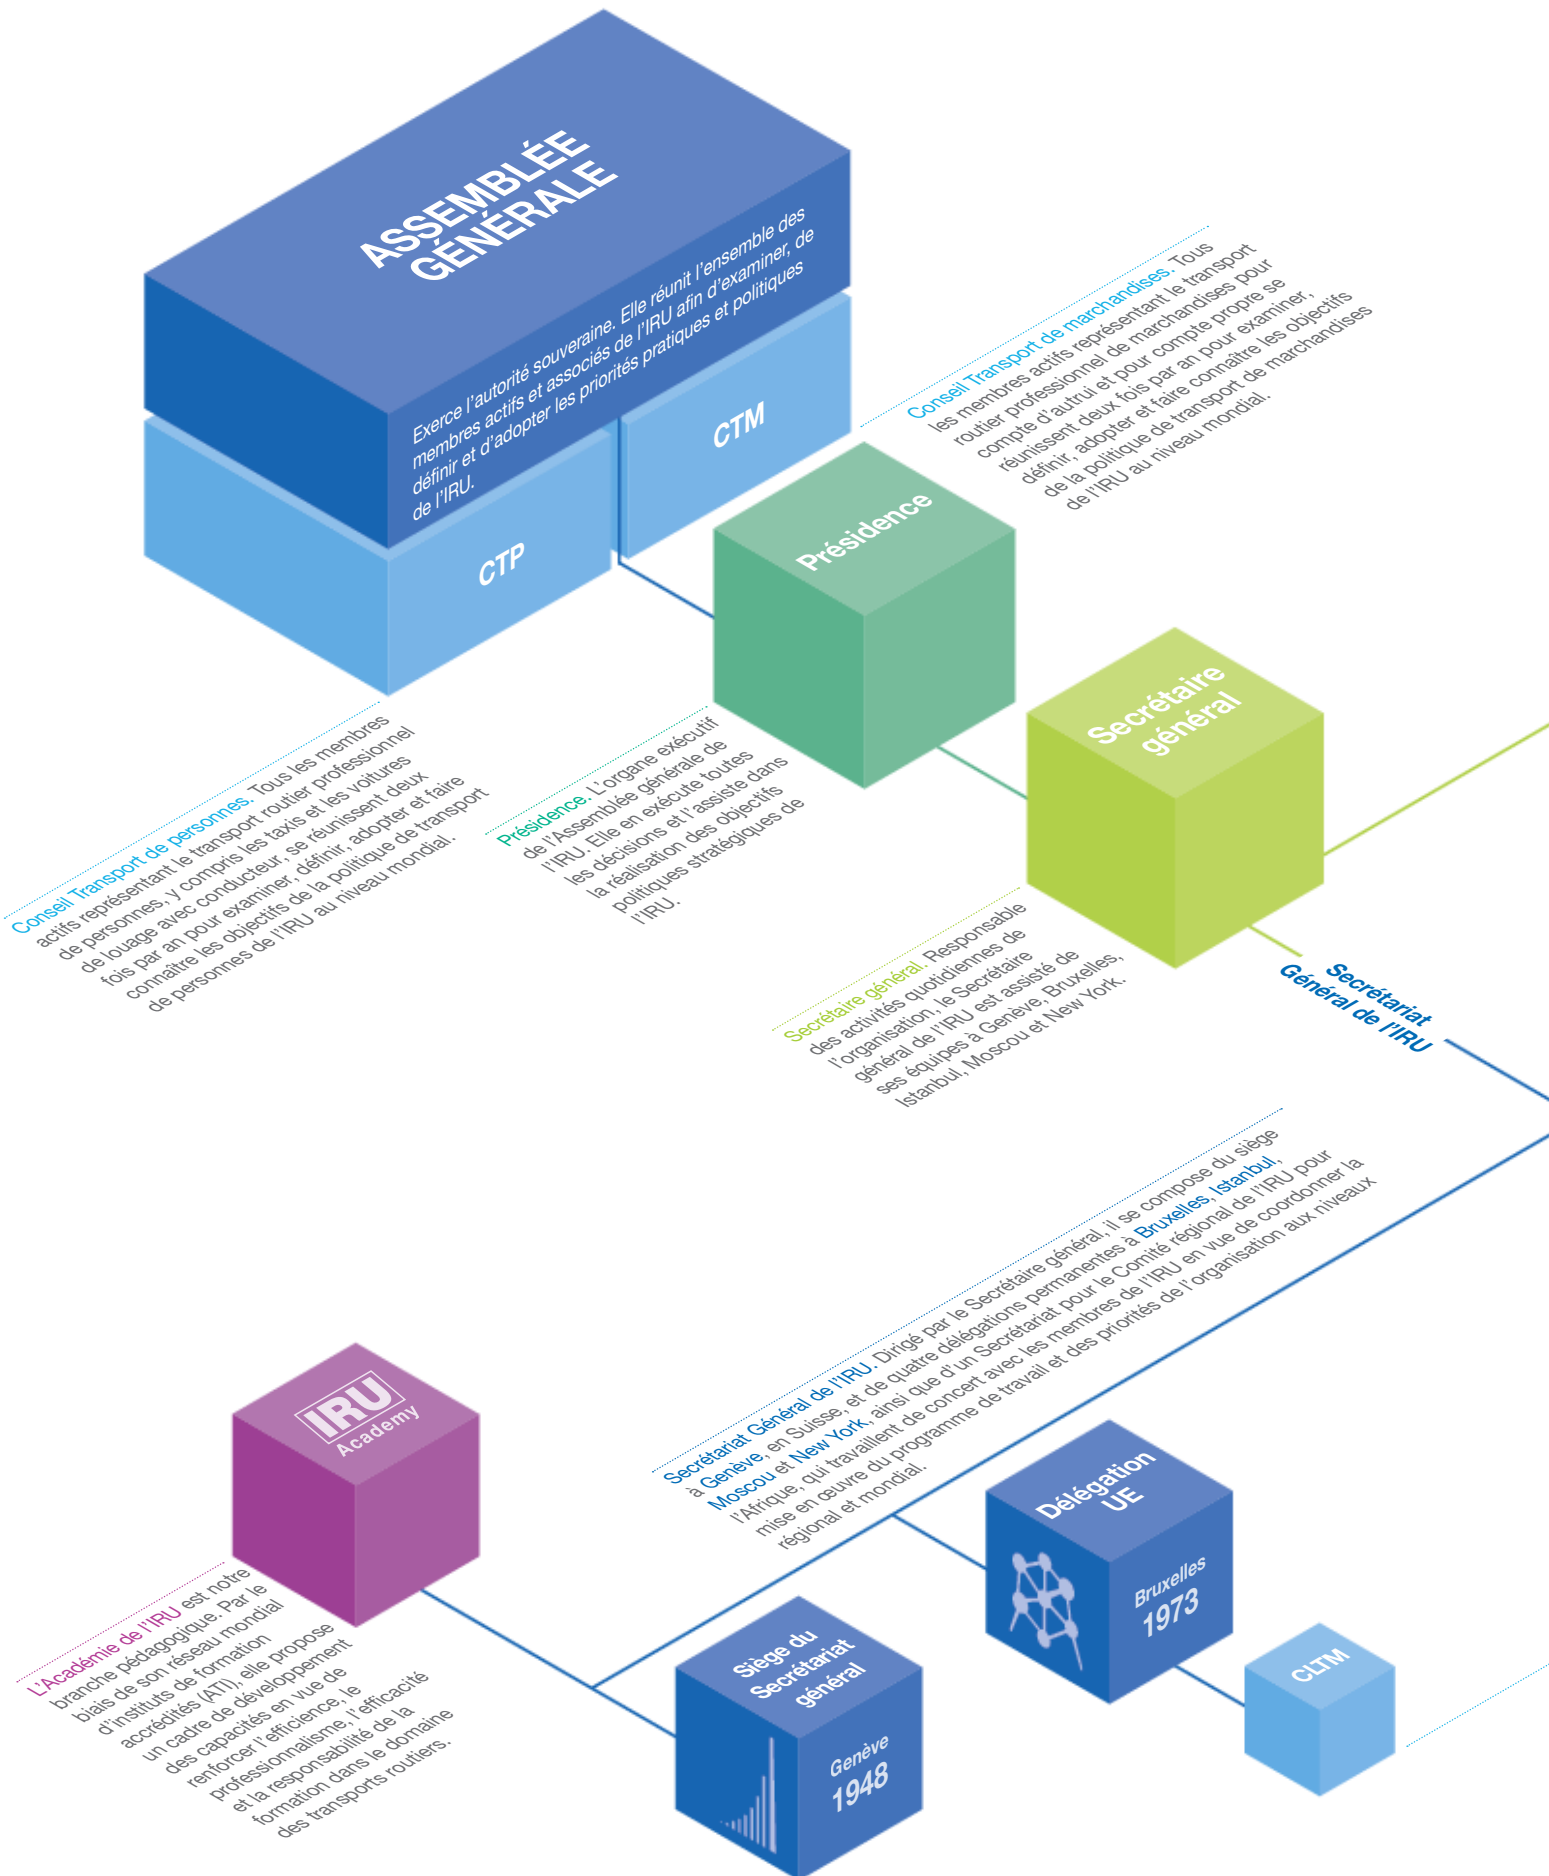 ASSEMBLÉE
GÉNÉRALE
Exerce l'autorité souveraine. Elle réunit l'ensemble des
membres actifs et associés de l'IRU afin d'examiner, de
définir et d'adopter les priorités pratiques et politiques
de l'IRU.
CTM
CTP
Conseil Transport de marchandises. Tous
les membres actifs représentant le transport
routier professionnel de marchandises pour
compte d'autrui et pour compte propre se
réunissent deux fois par an pour examiner,
définir, adopter et faire connaître les objectifs
de la politique de transport de marchandises
de l'IRU au niveau mondial.
Présidence
Secrétaire
général
Conseil Transport de personnes. Tous les membres
actifs représentant le transport routier professionnel
de personnes, y compris les taxis et les voitures
de louage avec conducteur, se réunissent deux
fois par an pour examiner, définir, adopter et faire
connaître les objectifs de la politique de transport
de personnes de l'IRU au niveau mondial.
Présidence. L'organe exécutif
de l'Assemblée générale de
l'IRU. Elle en exécute toutes
les décisions et l'assiste dans
la réalisation des objectifs
politiques stratégiques de
l'IRU.
Secrétaire général. Responsable
des activités quotidiennes de
l'organisation, le Secrétaire
général de l'IRU est assisté de
ses équipes à Genève, Bruxelles,
Istanbul, Moscou et New York.
Secrétariat
Général de l'IRU
Secrétariat Général de l'IRU. Dirigé par le Secrétaire général, il se compose du siège
à Genève, en Suisse, et de quatre délégations permanentes à Bruxelles, Istanbul,
Moscou et New York, ainsi que d'un Secrétariat pour le Comité régional de l'IRU pour
l'Afrique, qui travaillent de concert avec les membres de l'IRU en vue de coordonner la
mise en œuvre du programme de travail et des priorités de l'organisation aux niveaux
régional et mondial.
IRU
Academy
L'Académie de l'IRU est notre
branche pédagogique. Par le
biais de son réseau mondial
d'instituts de formation
accrédités (ATI), elle propose
un cadre de développement
des capacités en vue de
renforcer l'efficience, le
professionnalisme, l'efficacité
et la responsabilité de la
formation dans le domaine
des transports routiers.
Délégation
UE
Bruxelles
1973
Siège du
Secrétariat
général
Genève
1948
CLTM